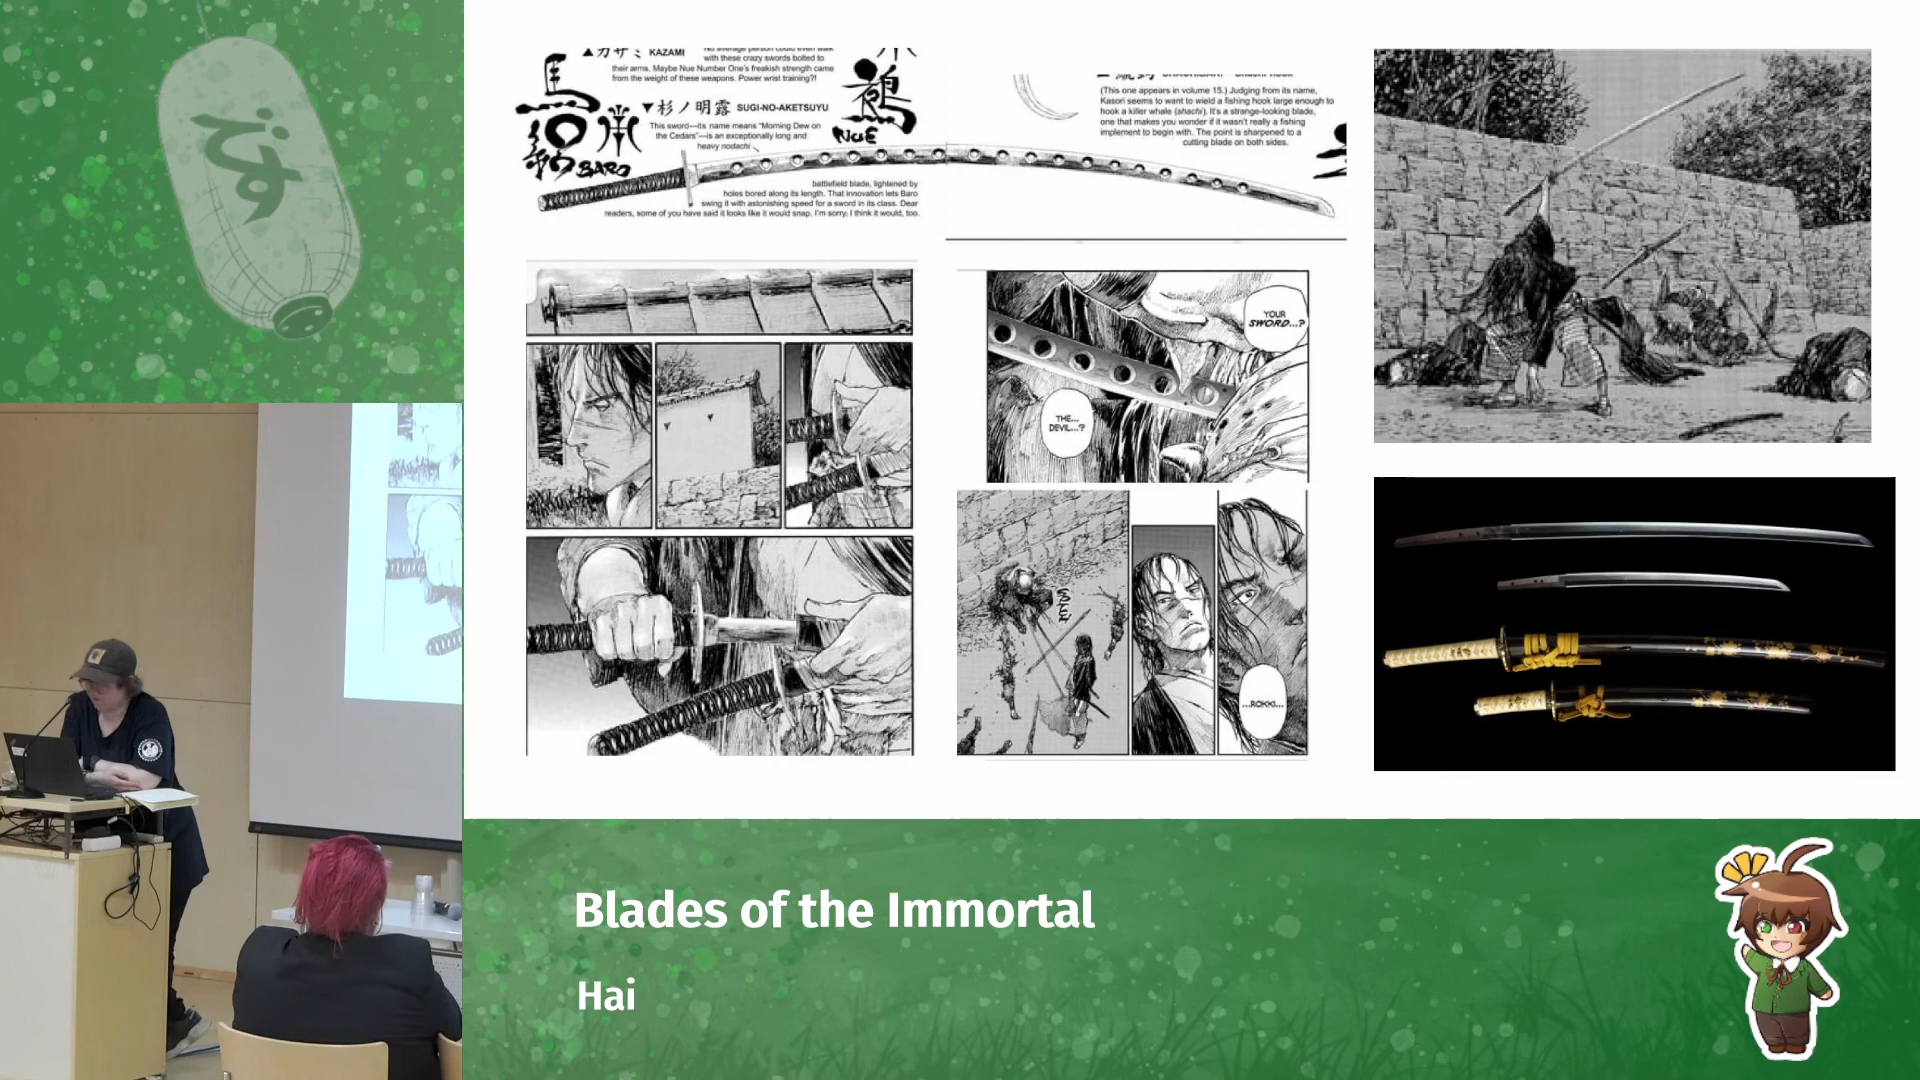 です
▲カザミ KAZAMI
No average person could even walk
with these crazy swords bolted to
their arms. Maybe Nue Number One's freakish strength came
from the weight of these weapons. Power wrist training?!
馬絽
BARO
▼杉ノ明露 SUGI-NO-AKETSUYU
This sword—its name means "Morning Dew on
the Cedars"—is an exceptionally long and
heavy nodachi
battlefield blade, lightened by
holes bored along its length. That innovation lets Baro
swing it with astonishing speed for a sword in its class. Dear
readers, some of you have said it looks like it would snap. I'm sorry, I think it would, too.
鵺
NUE
(This one appears in volume 15.) Judging from its name,
Kasori seems to want to wield a fishing hook large enough to
hook a killer whale (shachi). It's a strange-looking blade,
one that makes you wonder if it wasn't really a fishing
implement to begin with. The point is sharpened to a
cutting blade on both sides.
YOUR
SWORD...?
THE...
DEVIL...?
...ROKKI...
Blades of the Immortal
Hai